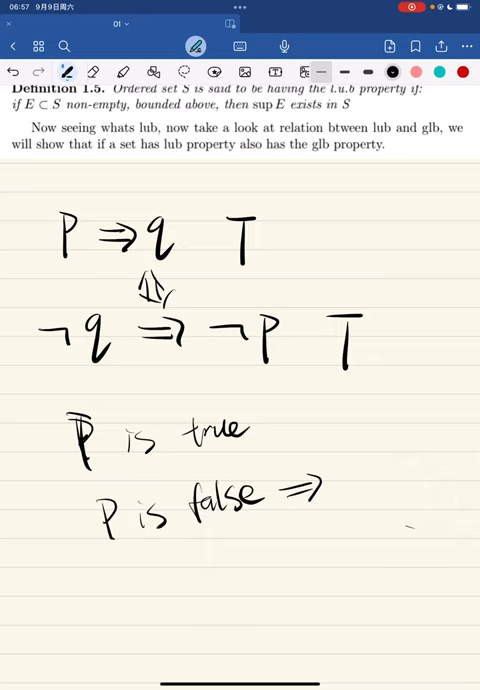 06:57 9月9日周六
01
Definition 1.5. Ordered set S is said to be having the l.u.b property if:
if E ⊂ S non-empty, bounded above, then sup E exists in S
Now seeing whats lub, now take a look at relation btween lub and glb, we
will show that if a set has lub property also has the glb property.
P ⇒ q T
⇕
¬q ⇒ ¬P T
P is true
P is false ⇒